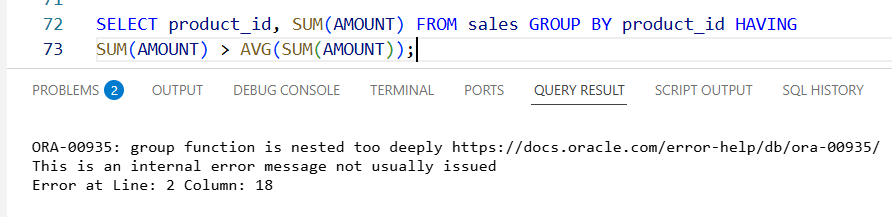 71
72 SELECT product_id, SUM(AMOUNT) FROM sales GROUP BY product_id HAVING
73 SUM(AMOUNT) > AVG(SUM(AMOUNT));
PROBLEMS 2 OUTPUT DEBUG CONSOLE TERMINAL PORTS QUERY RESULT SCRIPT OUTPUT SQL HISTORY
ORA-00935: group function is nested too deeply https://docs.oracle.com/error-help/db/ora-00935/
This is an internal error message not usually issued
Error at Line: 2 Column: 18